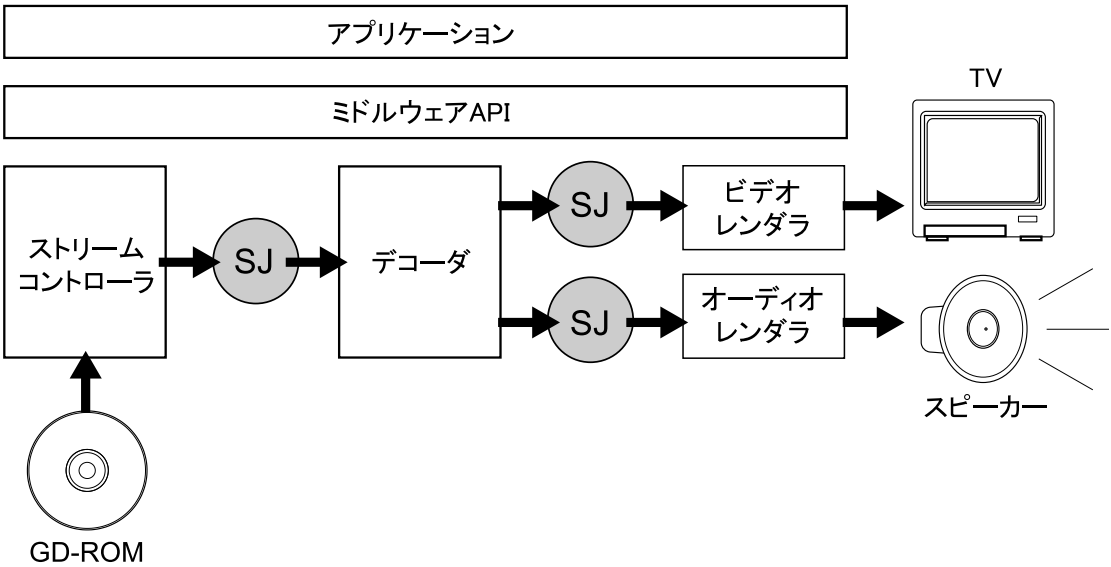 アプリケーション
ミドルウェアAPI
ストリーム
コントローラ
SJ
デコーダ
SJ
ビデオ
レンダラ
TV
SJ
オーディオ
レンダラ
スピーカー
GD-ROM